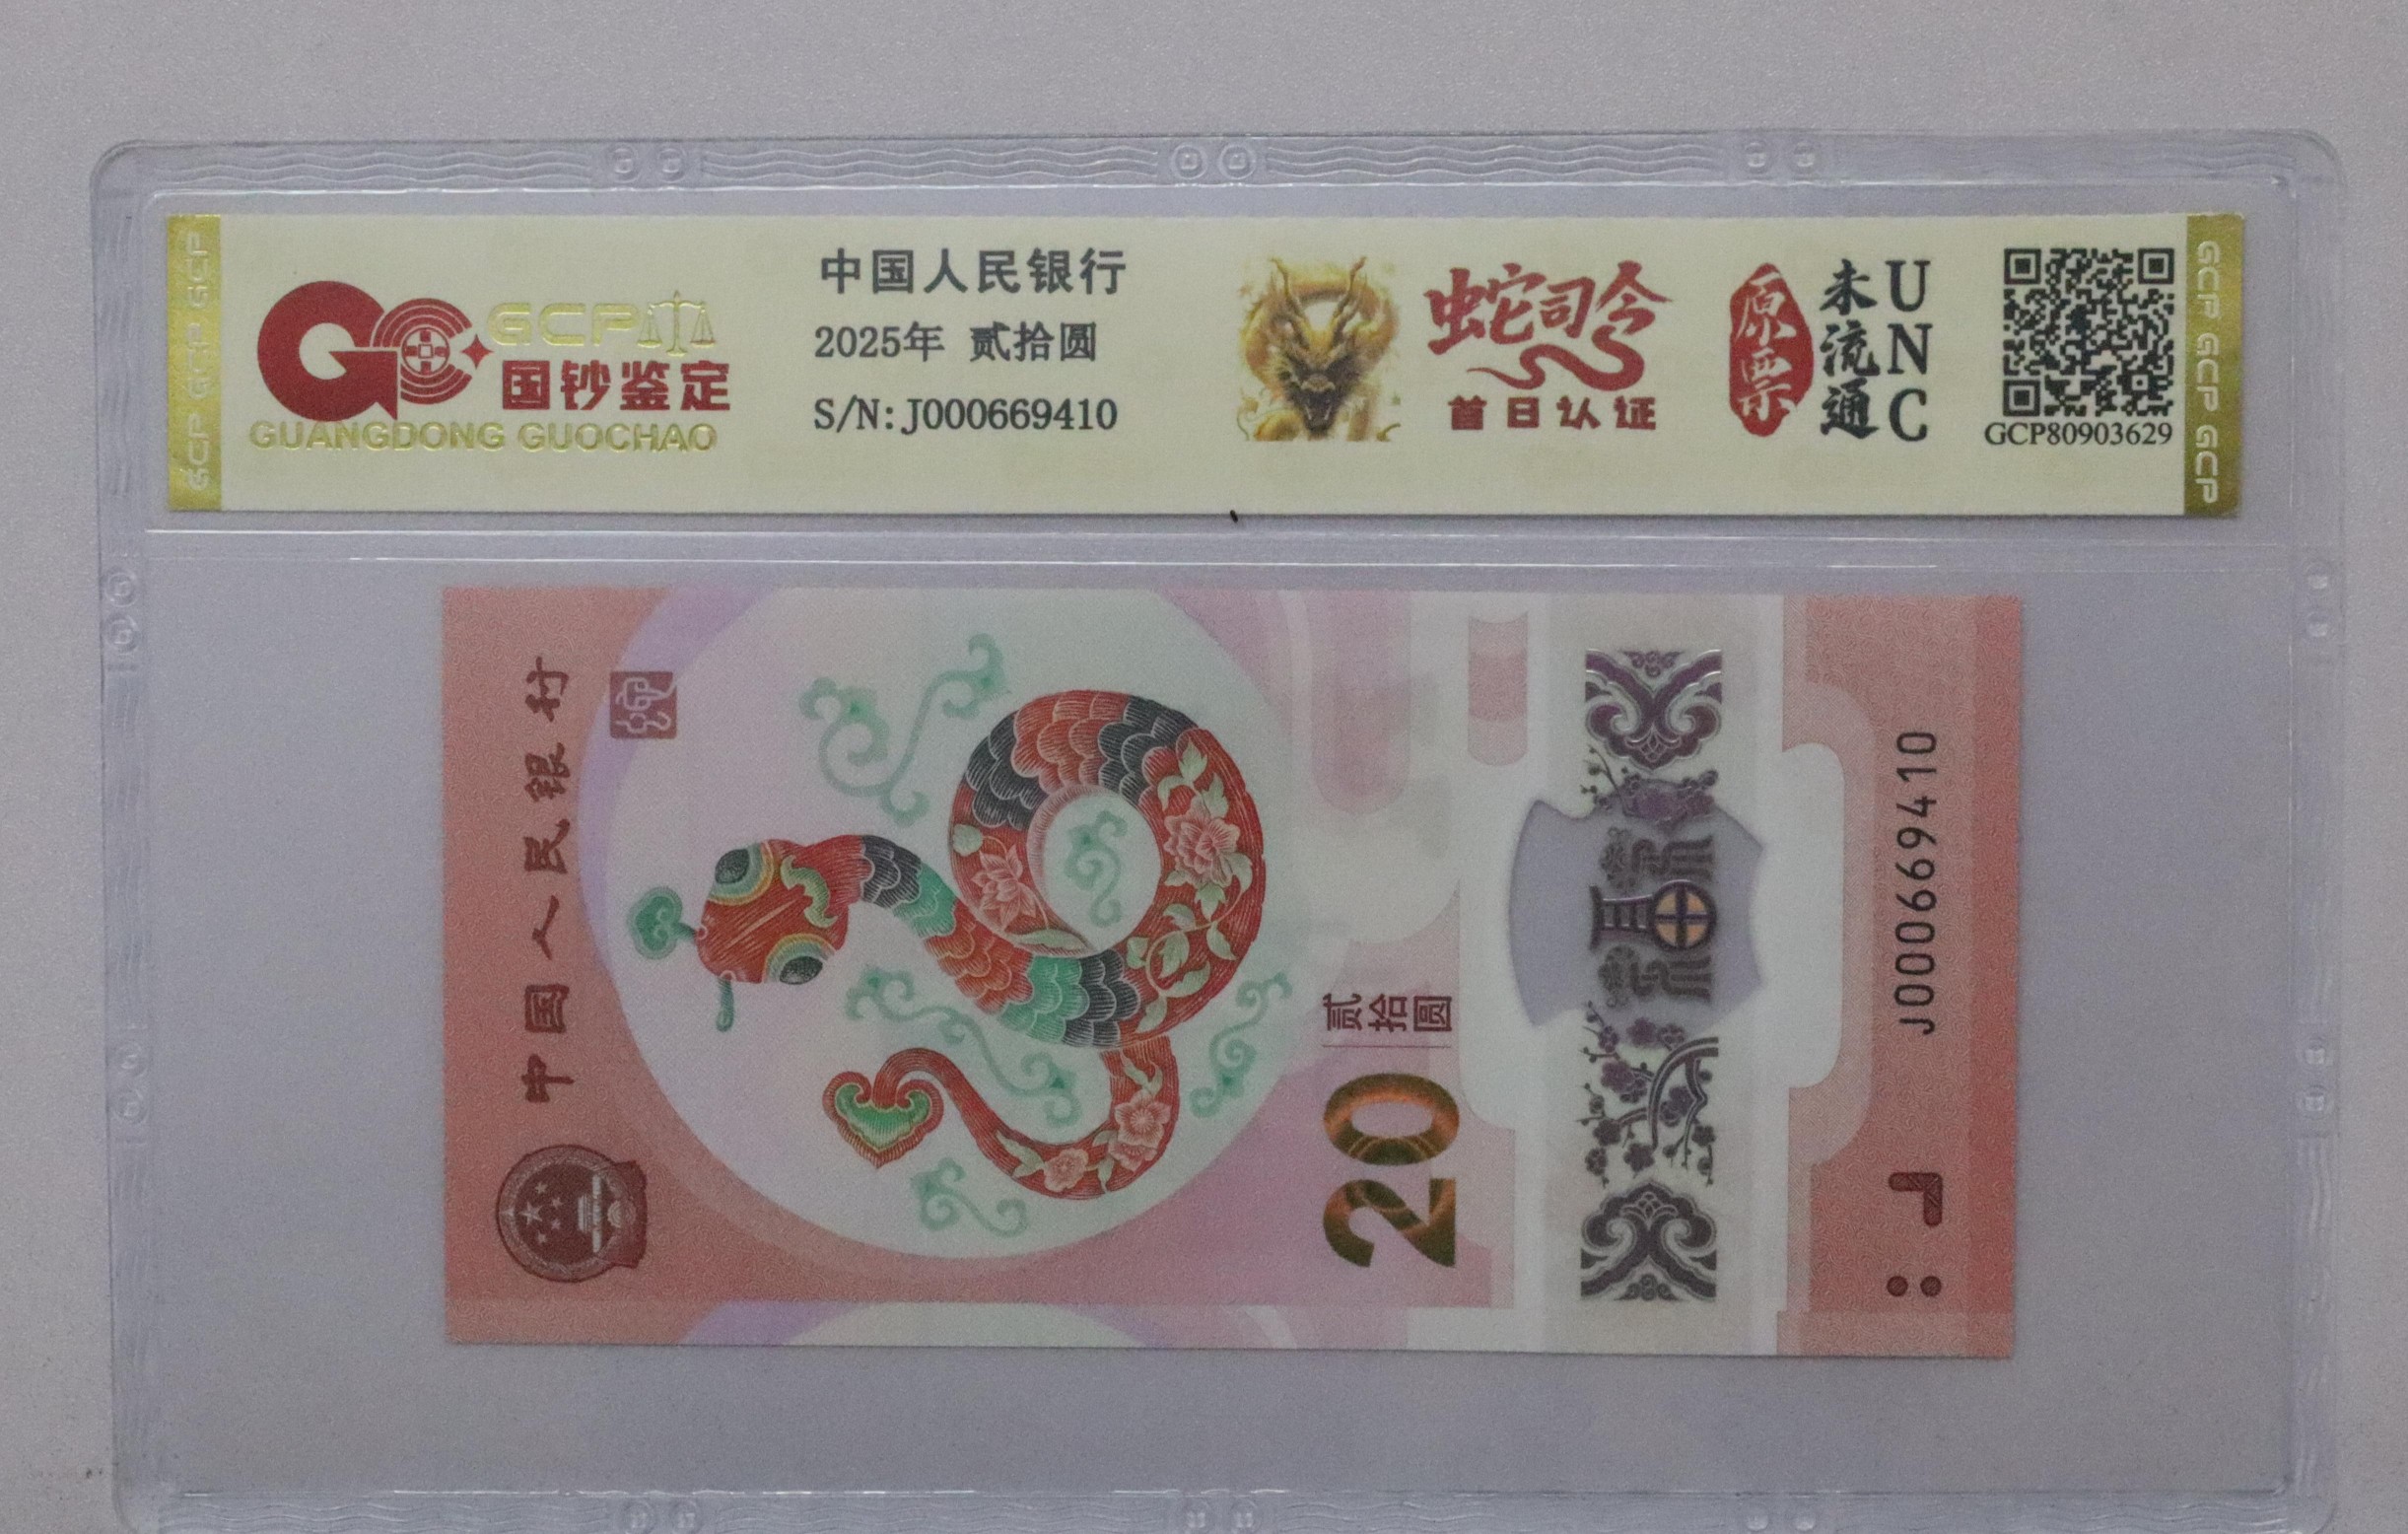 GCP GCP GCP
GCP
国钞鉴定
GUANGDONG GUOCHAO
中国人民银行
2025年 贰拾圆
S/N: J000669410
蛇司令
首日认证
原票
未流通
UNC
GCP80903629
GCP GCP GCP
中国人民银行
贰拾圆
20
J000669410